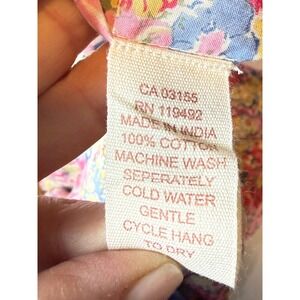 CA 03155
RN 119492
MADE IN INDIA
100% COTTON
MACHINE WASH
SEPERATELY
COLD WATER
GENTLE
CYCLE HANG
TO DRY